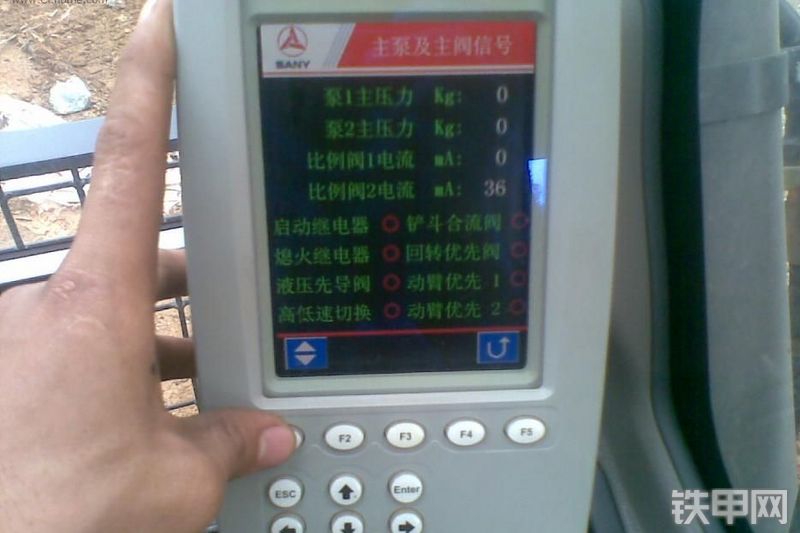 SANY 主泵及主阀信号
泵1主压力 Kg: 0
泵2主压力 Kg: 0
比例阀1电流 mA: 0
比例阀2电流 mA: 36
启动继电器 铲斗合流阀
熄火继电器 回转优先阀
液压先导阀 动臂优先 1
高低速切换 动臂优先 2
F2 F3 F4 F5
ESC Enter
铁甲网